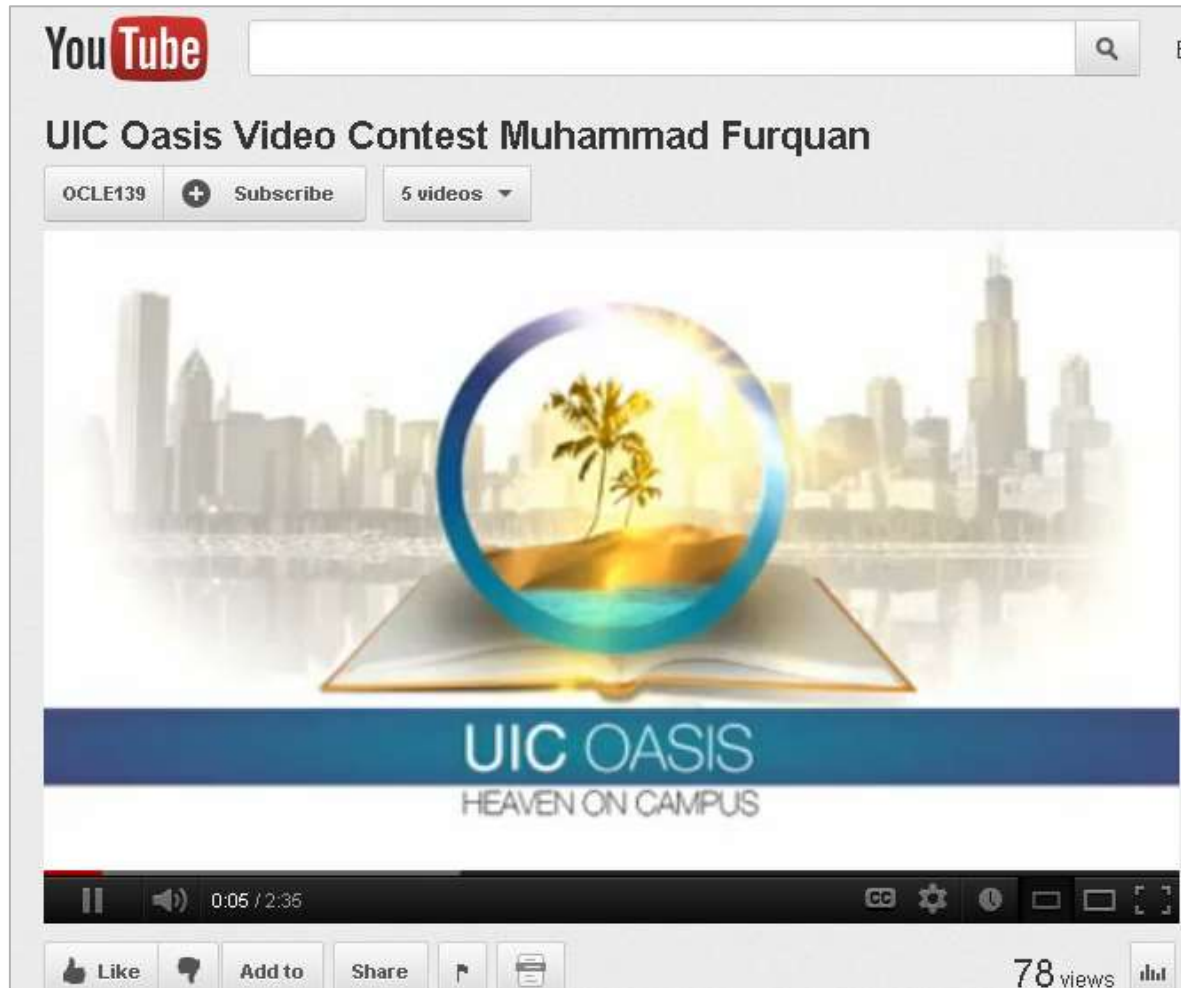 YouTube
E
UIC Oasis Video Contest Muhammad Furquan
OCLE139 Subscribe 5 videos
UIC OASIS
HEAVEN ON CAMPUS
0:05 / 2:35 CC
Like Add to Share 78 views